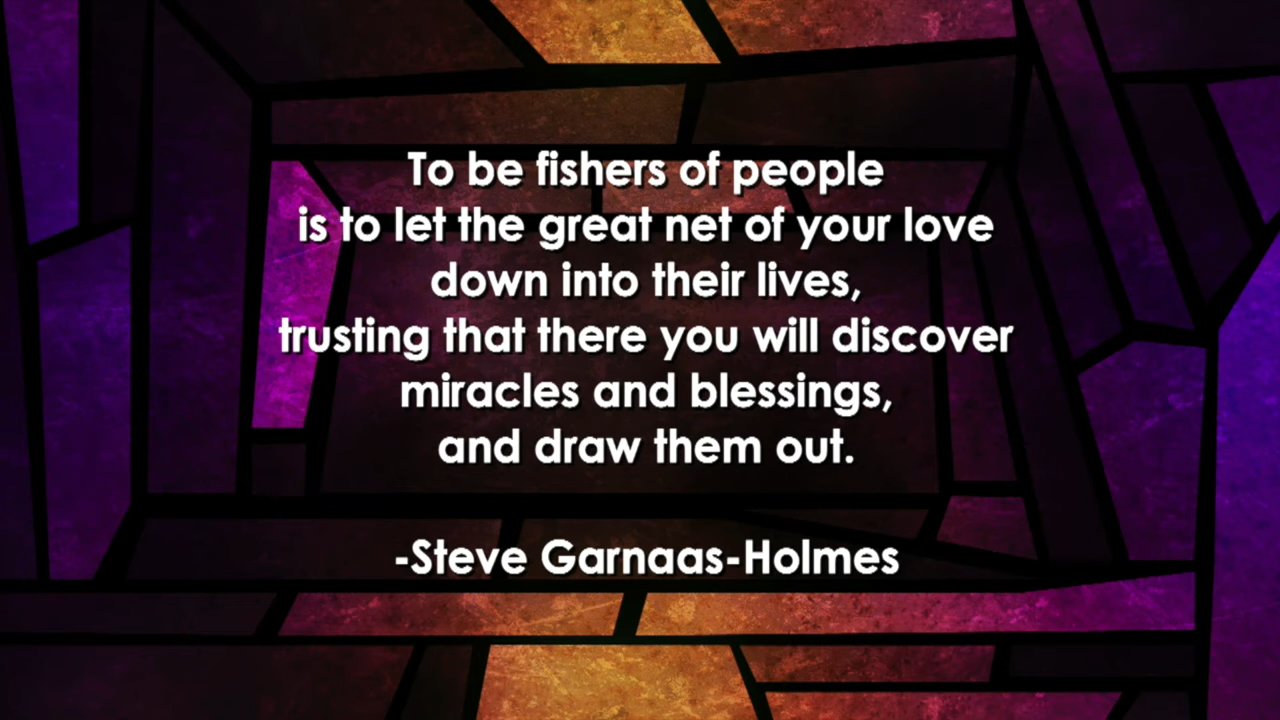 To be fishers of people
is to let the great net of your love
down into their lives,
trusting that there you will discover
miracles and blessings,
and draw them out.
-Steve Garnaas-Holmes